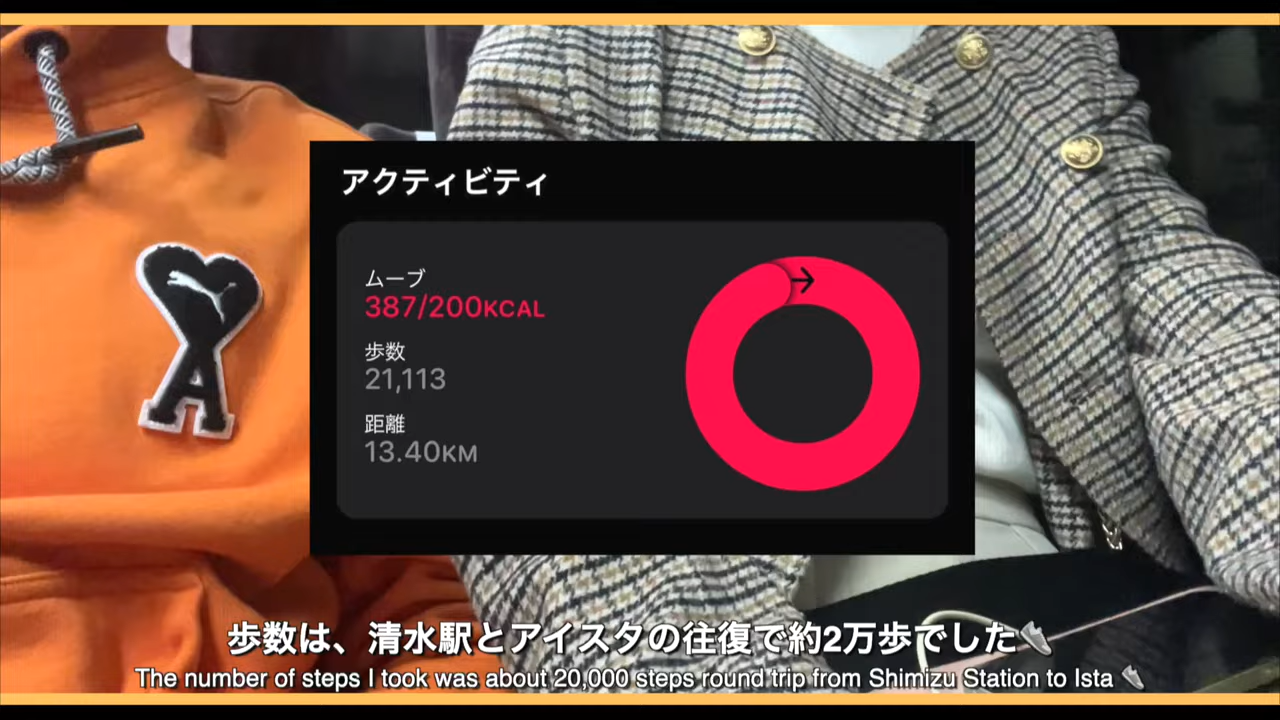 アクティビティ
ムーブ
387/200KCAL
歩数
21,113
距離
13.40KM
A
歩数は、清水駅とアイスタの往復で約2万歩でした
The number of steps I took was about 20,000 steps round trip from Shimizu Station to Ista